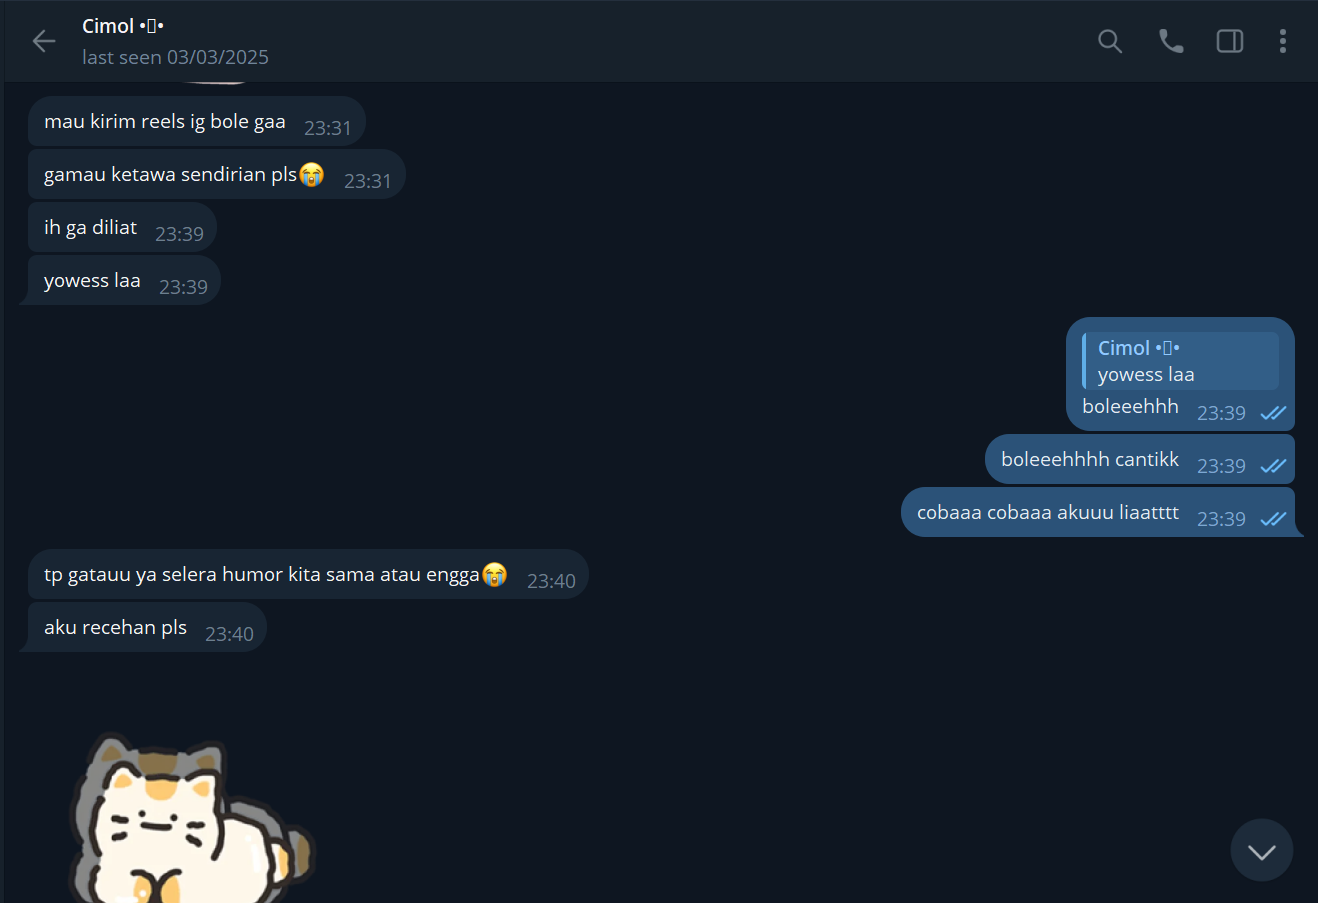 Cimol •▯•
last seen 03/03/2025
mau kirim reels ig bole gaa 23:31
gamau ketawa sendirian pls😭 23:31
ih ga diliat 23:39
yowess laa 23:39
Cimol •▯•
yowess laa
boleeehhh 23:39
boleeehhhh cantikk 23:39
cobaaa cobaaa akuuu liaatttt 23:39
tp gatauu ya selera humor kita sama atau engga😭 23:40
aku recehan pls 23:40